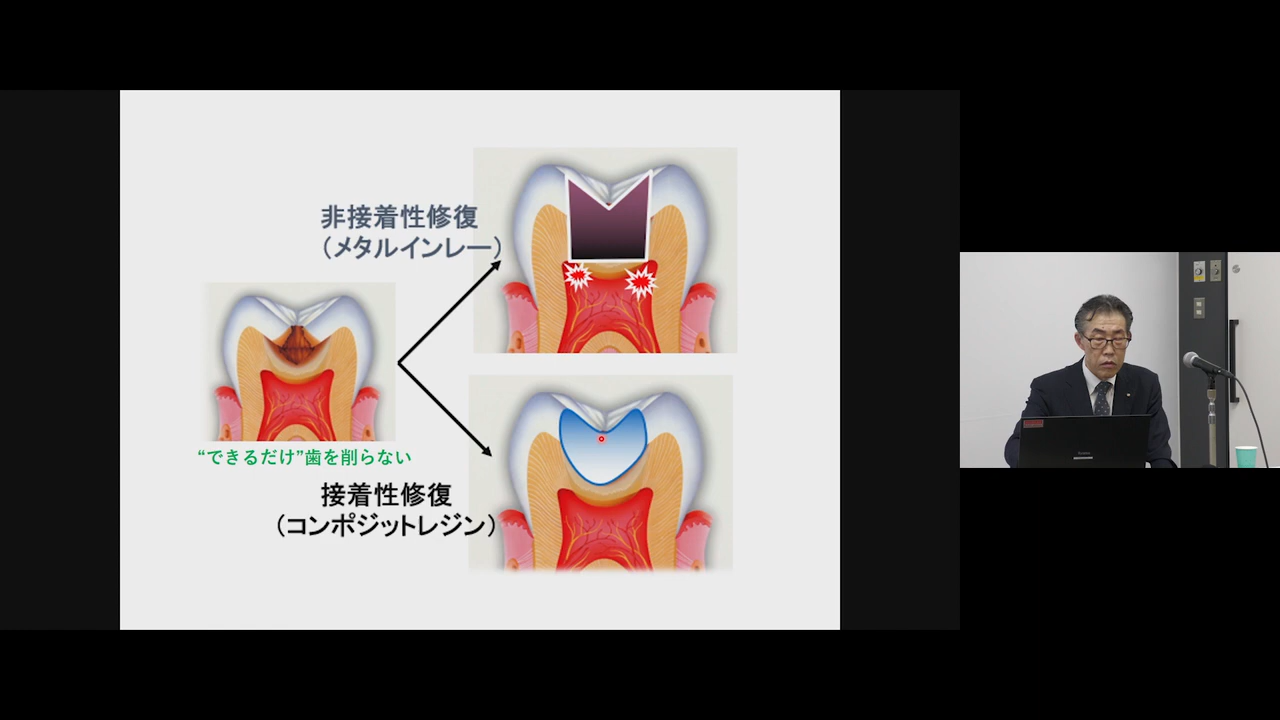 非接着性修復
（メタルインレー）
“できるだけ”歯を削らない
接着性修復
（コンポジットレジン）